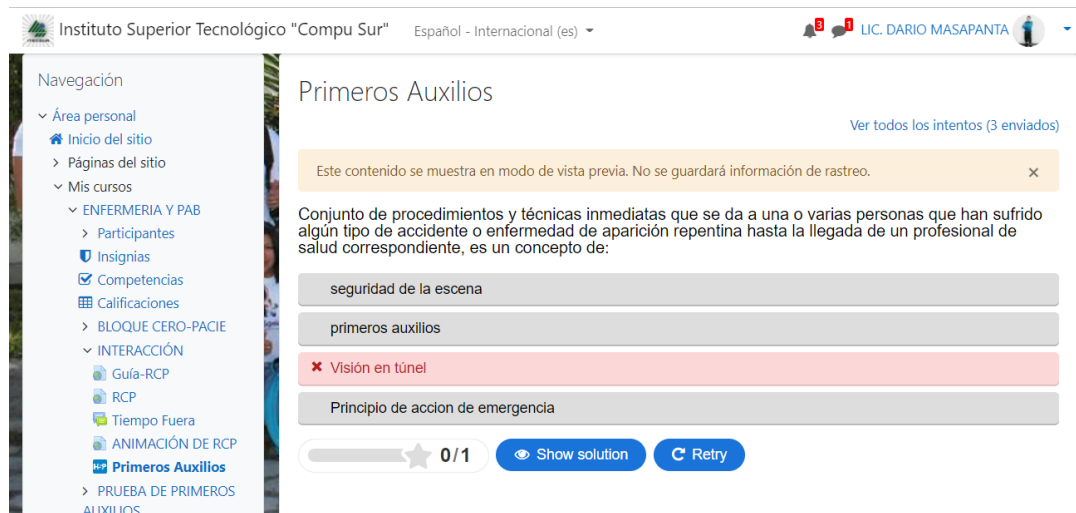 Instituto Superior Tecnológico "Compu Sur"
Español - Internacional (es)
3
1
LIC. DARIO MASAPANTA
Navegación
Área personal
Inicio del sitio
Páginas del sitio
Mis cursos
ENFERMERIA Y PAB
Participantes
Insignias
Competencias
Calificaciones
BLOQUE CERO-PACIE
INTERACCIÓN
Guía-RCP
RCP
Tiempo Fuera
ANIMACIÓN DE RCP
H-P Primeros Auxilios
PRUEBA DE PRIMEROS
AUXILIOS
Primeros Auxilios
Ver todos los intentos (3 enviados)
Este contenido se muestra en modo de vista previa. No se guardará información de rastreo.
Conjunto de procedimientos y técnicas inmediatas que se da a una o varias personas que han sufrido
algún tipo de accidente o enfermedad de aparición repentina hasta la llegada de un profesional de
salud correspondiente, es un concepto de:
seguridad de la escena
primeros auxilios
Visión en túnel
Principio de accion de emergencia
0/1
Show solution
Retry